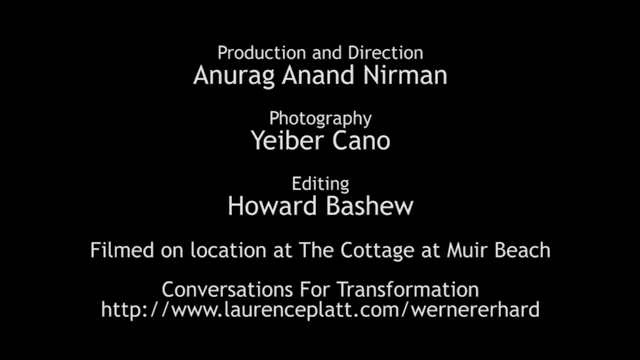 Production and Direction
Anurag Anand Nirman
Photography
Yeiber Cano
Editing
Howard Bashew
Filmed on location at The Cottage at Muir Beach
Conversations For Transformation
http://www.laurenceplatt.com/wernererhard